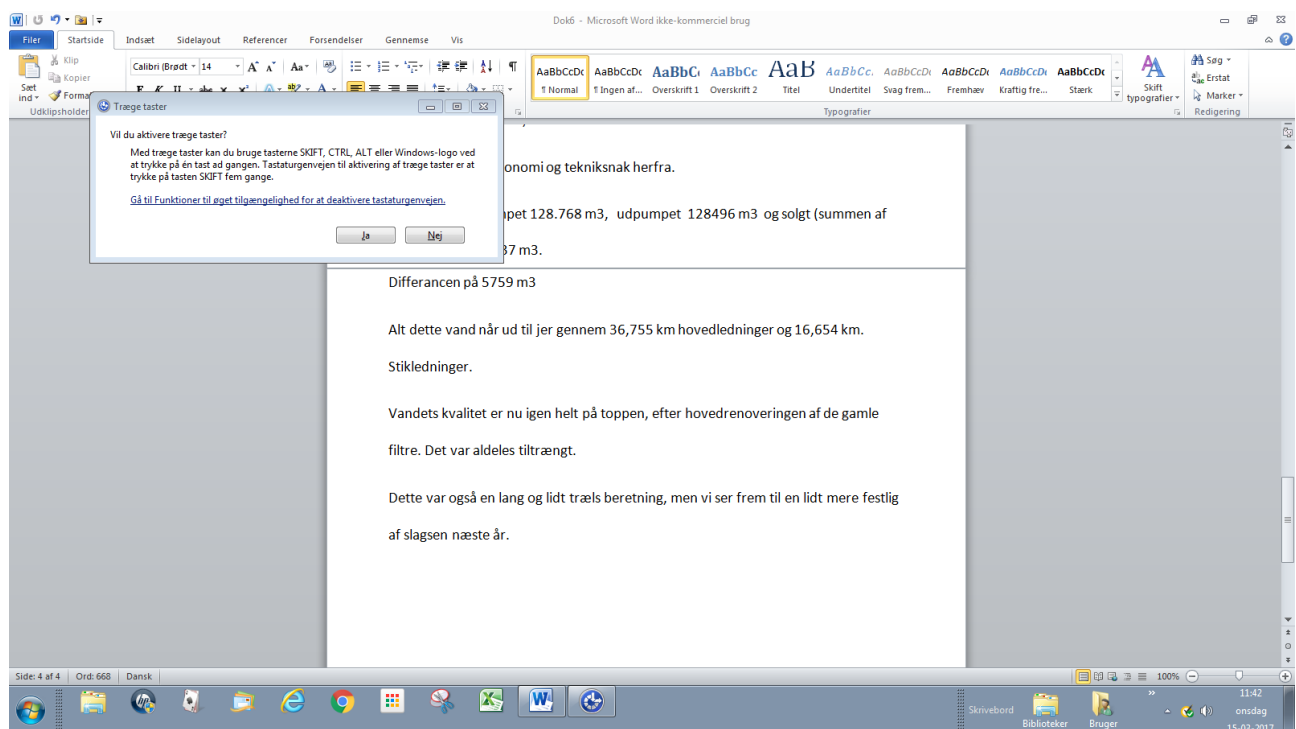 Dok6 - Microsoft Word ikke-kommerciel brug
Filer Startside Indsæt Sidelayout Referencer Forsendelser Gennemse Vis
Sæt ind
Klip
Kopier
Udklipsholder
Calibri (Brødt 14
AaBbCcDc AaBbCcDc AaBbC AaBbCc AaB AaBbCc. AaBbCcDc AaBbCcDc AaBbCcDc AaBbCcDc
¶ Normal ¶ Ingen af... Overskrift 1 Overskrift 2 Titel Undertitel Svag frem... Fremhæv Kraftig fre... Stærk
Typografier
Skift typografier
Søg
Erstat
Marker
Redigering
Træge taster
Vil du aktivere træge taster?
Med træge taster kan du bruge tasterne SKIFT, CTRL, ALT eller Windows-logo ved
at trykke på én tast ad gangen. Tastaturgenvejen til aktivering af træge taster er at
trykke på tasten SKIFT fem gange.
Gå til Funktioner til øget tilgængelighed for at deaktivere tastaturgenvejen.
Ja Nej
og tekniksnak herfra.
128.768 m3, udpumpet 128496 m3 og solgt (summen af
37 m3.
Differancen på 5759 m3
Alt dette vand når ud til jer gennem 36,755 km hovedledninger og 16,654 km.
Stikledninger.
Vandets kvalitet er nu igen helt på toppen, efter hovedrenoveringen af de gamle
filtre. Det var aldeles tiltrængt.
Dette var også en lang og lidt træls beretning, men vi ser frem til en lidt mere festlig
af slagsen næste år.
Side: 4 af 4 Ord: 668 Dansk
100%
Skrivebord
Biblioteker
Bruger
11:42
onsdag